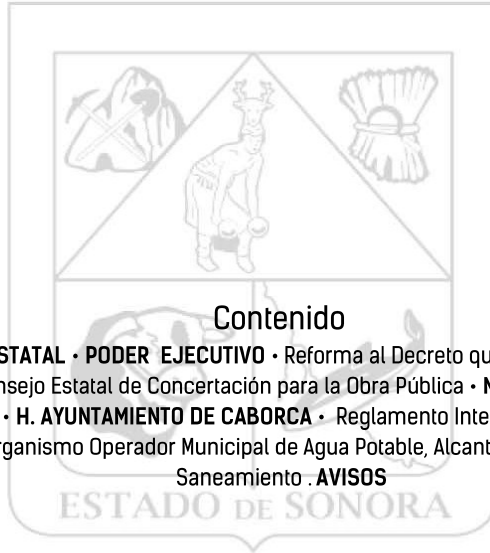 Contenido
STATAL • PODER EJECUTIVO • Reforma al Decreto qu
nsejo Estatal de Concertación para la Obra Pública •
• H. AYUNTAMIENTO DE CABORCA • Reglamento Inte
rganismo Operador Municipal de Agua Potable, Alcant
Saneamiento . AVISOS
ESTADO DE SONORA